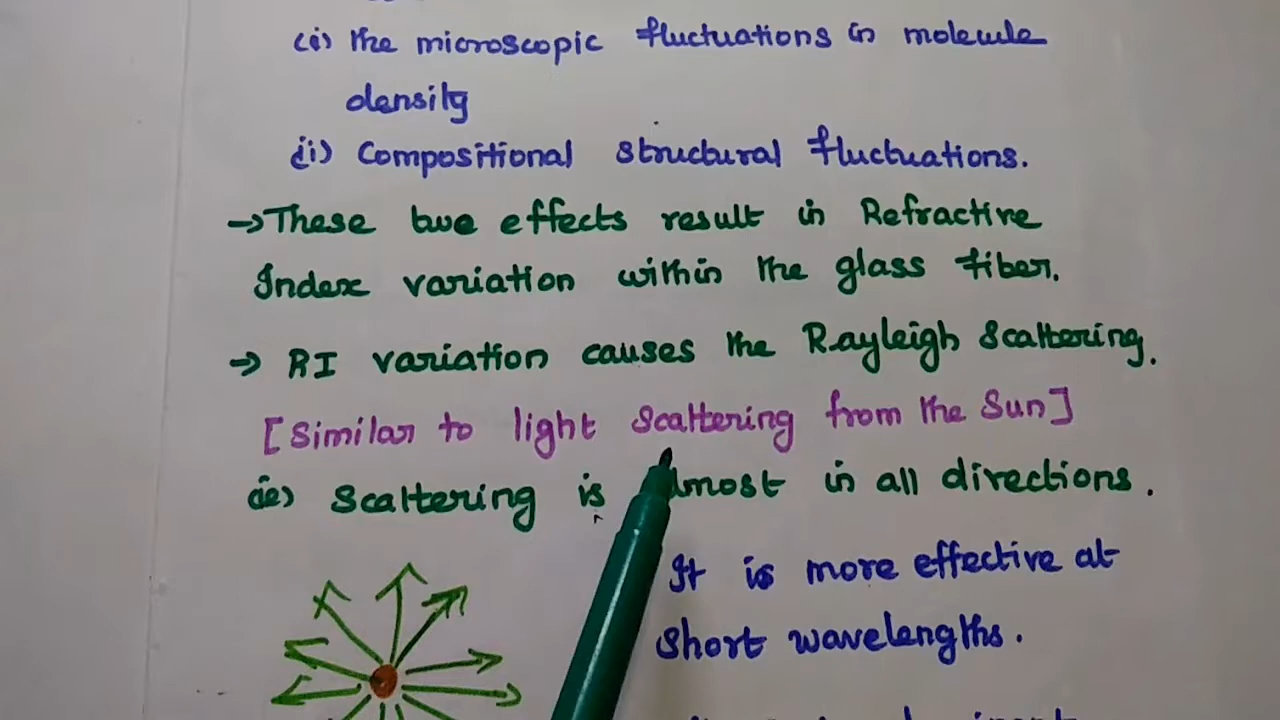 (i) the microscopic fluctuations in molecule
density
(ii) Compositional structural fluctuations.
→ These two effects result in Refractive
Index variation within the glass fiber.
→ RI variation causes the Rayleigh Scattering.
[Similar to light scattering from the Sun]
(ie) Scattering is almost in all directions.
It is more effective at
short wavelengths.